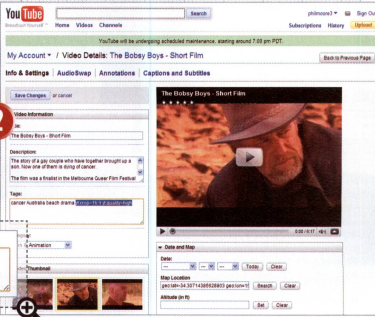 You Tube
Broadcast Yourself
Home Videos Channels
Search
philmoore3
Sign Ou
Subscriptions History Upload
YouTube will be undergoing scheduled maintenance, starting around 7:00 pm PDT.
My Account / Video Details: The Bobsy Boys - Short Film
Back to Previous Page
Info & Settings AudioSwap Annotations Captions and Subtitles
Save Changes or cancel
Video Information
The Bobsy Boys - Short Film
Description:
The story of a gay couple who have together brought up a
son. Now one of them is dying of cancer.
The film was a finalist in the Melbourne Queer Film Festival
Tags:
cancer Australia beach drama
Animation
Thumbnail
The Bobsy Boys - Short Film
0:00 / 6:17
Date and Map
Date:
--- --- --- Today Clear
Map Location
Search Clear
Altitude (in ft)
Set Clear